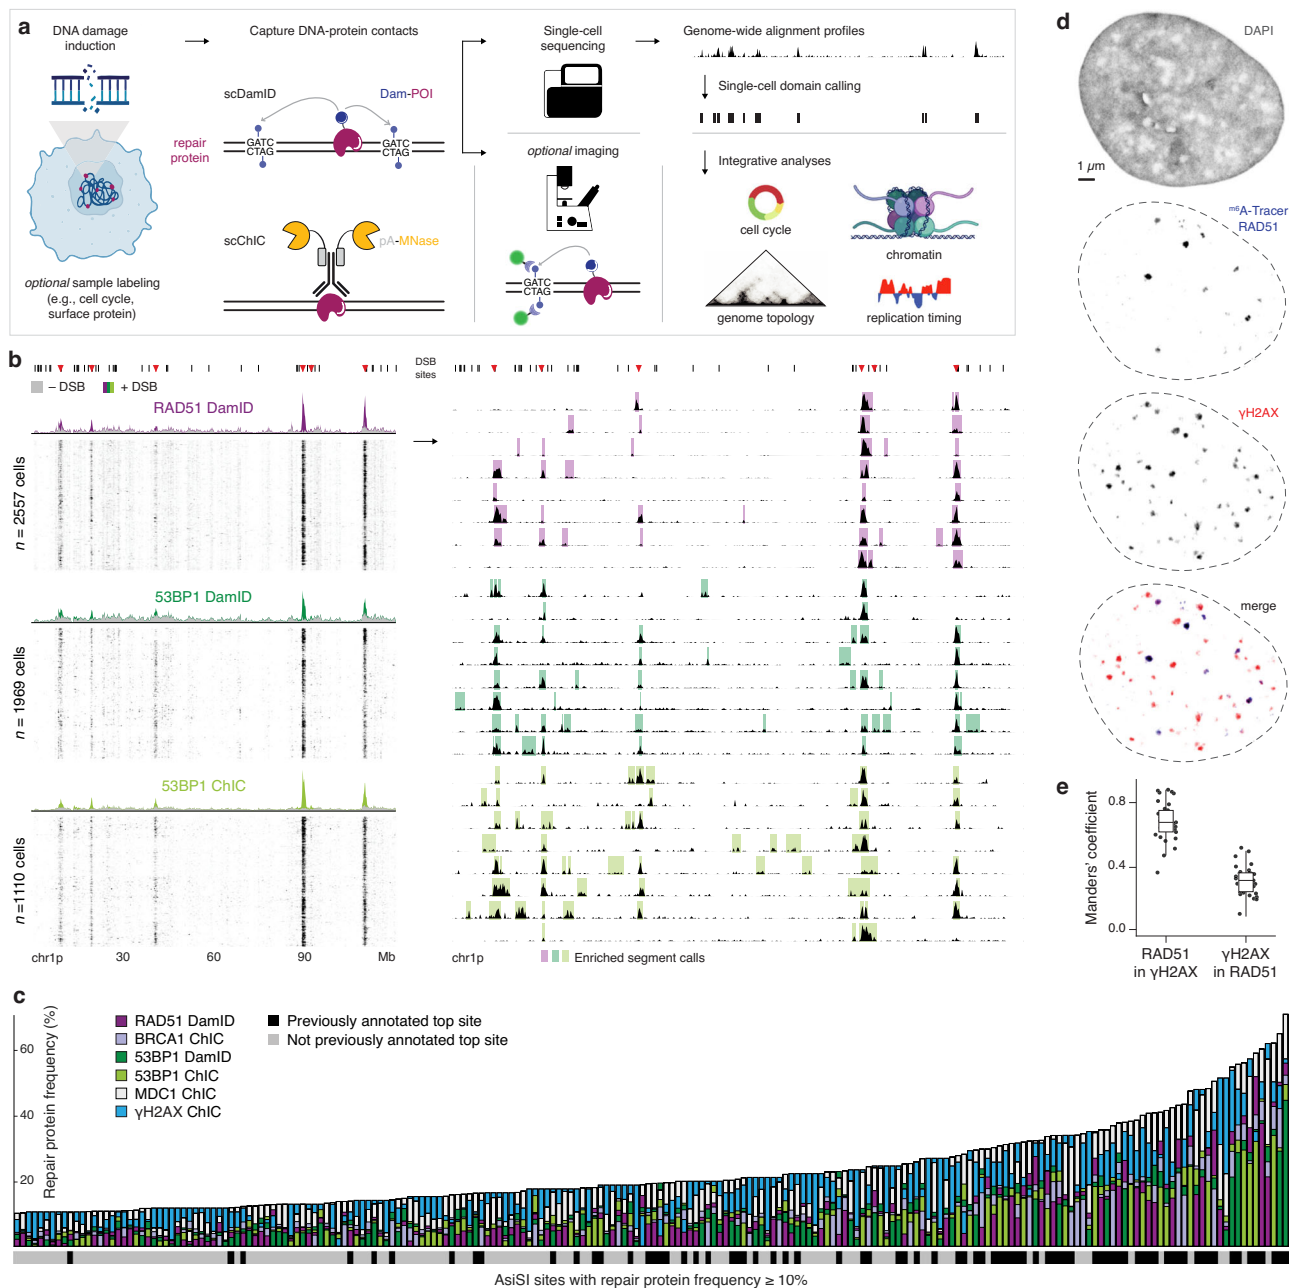 a
DNA damage
induction
Capture DNA-protein contacts
Single-cell
sequencing
Genome-wide alignment profiles
scDamID
Dam-POI
repair
protein
GATC
CTAG
GATC
CTAG
Single-cell domain calling
optional imaging
Integrative analyses
cell cycle
chromatin
scChIC
pA-MNase
optional sample labeling
(e.g., cell cycle,
surface protein)
GATC
CTAG
genome topology
replication timing
b
DSB
sites
– DSB
+ DSB
RAD51 DamID
n = 2557 cells
53BP1 DamID
n = 1969 cells
53BP1 ChIC
n =1110 cells
chr1p
30
60
90
Mb
chr1p
Enriched segment calls
c
Repair protein frequency (%)
60
40
20
RAD51 DamID
BRCA1 ChIC
53BP1 DamID
53BP1 ChIC
MDC1 ChIC
γH2AX ChIC
Previously annotated top site
Not previously annotated top site
AsiSI sites with repair protein frequency ≥ 10%
d
DAPI
1 µm
m6A-Tracer
RAD51
γH2AX
merge
e
Manders' coefficient
0.8
0.4
0.0
RAD51
in γH2AX
γH2AX
in RAD51